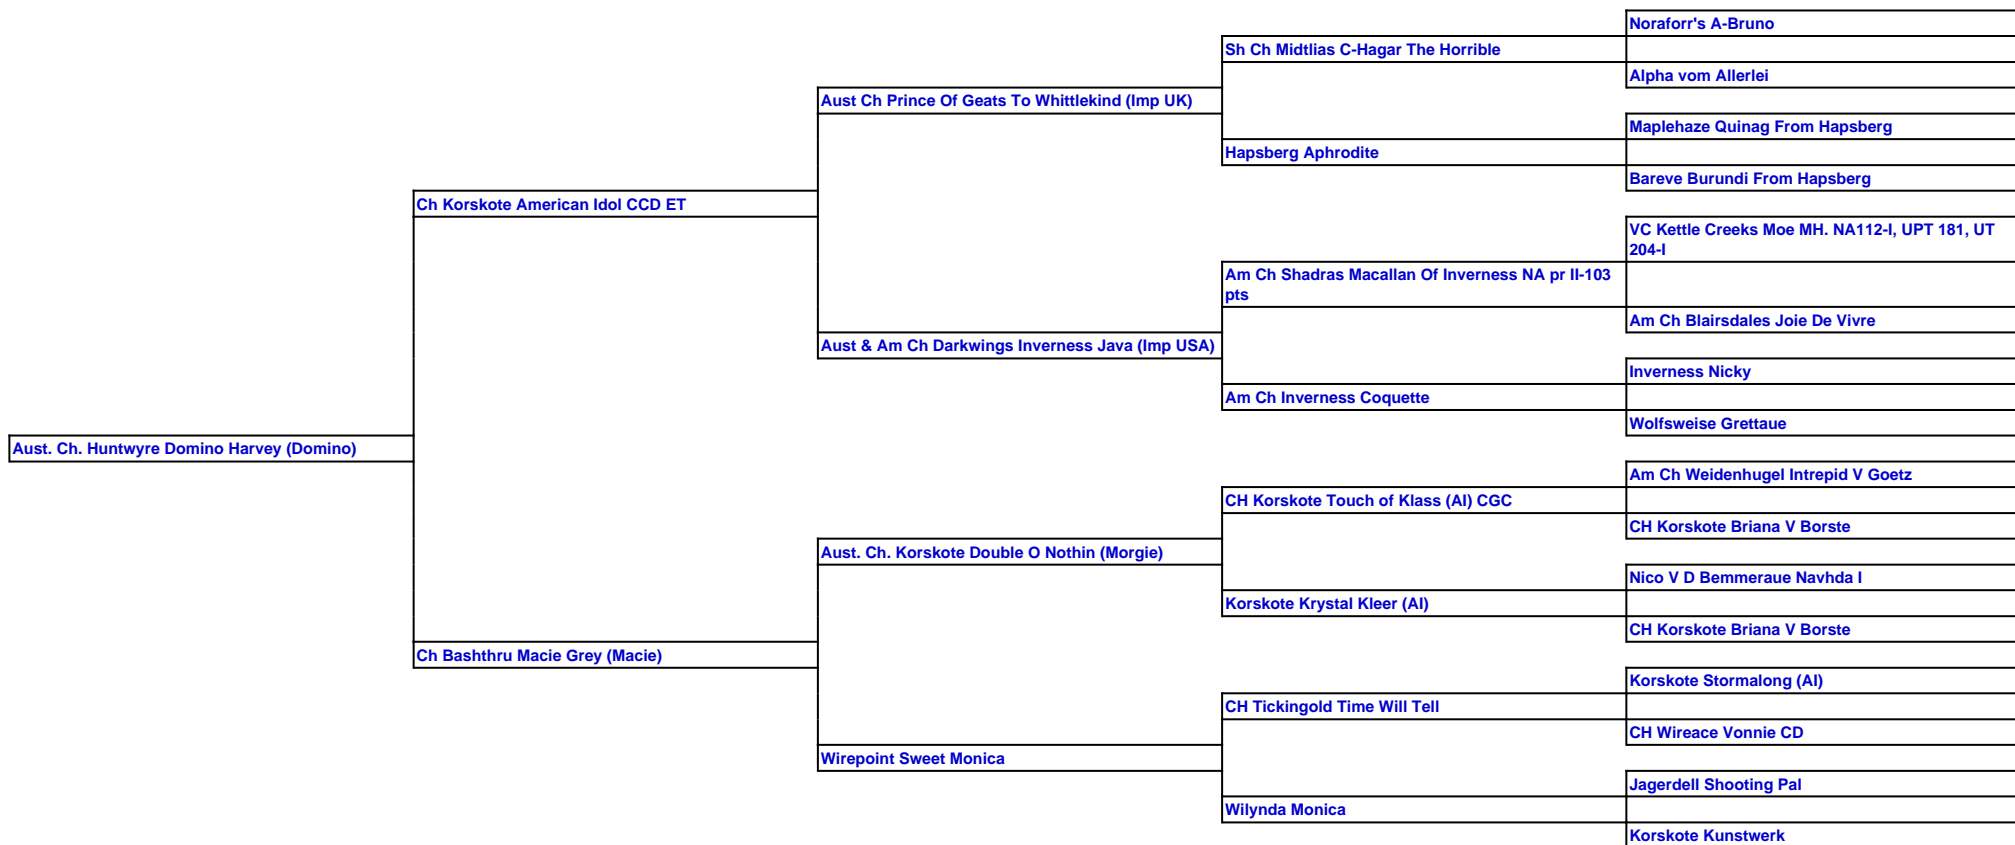 Noraforr's A-Bruno
Sh Ch Midtlias C-Hagar The Horrible
Alpha vom Allerlei
Aust Ch Prince Of Geats To Whittlekind (Imp UK)
Maplehaze Quinag From Hapsberg
Hapsberg Aphrodite
Bareve Burundi From Hapsberg
Ch Korskote American Idol CCD ET
VC Kettle Creeks Moe MH. NA112-I, UPT 181, UT
204-I
Am Ch Shadras Macallan Of Inverness NA pr II-103
pts
Am Ch Blairsdales Joie De Vivre
Aust & Am Ch Darkwings Inverness Java (Imp USA)
Inverness Nicky
Am Ch Inverness Coquette
Wolfsweise Grettaue
Aust. Ch. Huntwyre Domino Harvey (Domino)
Am Ch Weidenhugel Intrepid V Goetz
CH Korskote Touch of Klass (AI) CGC
CH Korskote Briana V Borste
Aust. Ch. Korskote Double O Nothin (Morgie)
Nico V D Bemmeraue Navhda I
Korskote Krystal Kleer (AI)
CH Korskote Briana V Borste
Ch Bashthru Macie Grey (Macie)
Korskote Stormalong (AI)
CH Tickingold Time Will Tell
CH Wireace Vonnie CD
Wirepoint Sweet Monica
Jagerdell Shooting Pal
Wilynda Monica
Korskote Kunstwerk